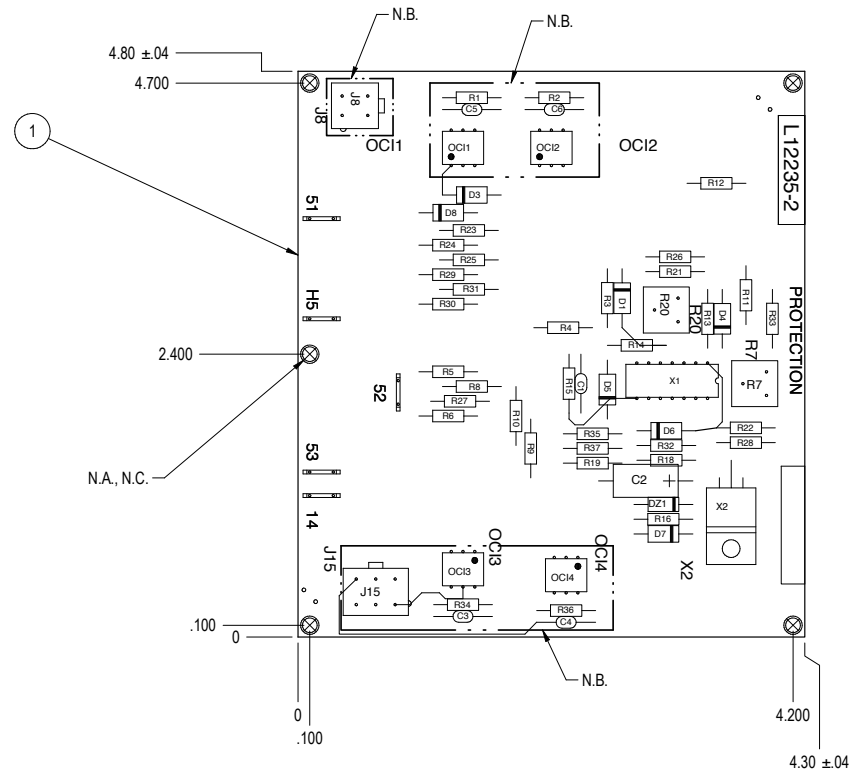 N.B.
N.B.
4.80 ±.04
4.700
1
J8
J8
OCI1
R1
C5
R2
C6
OCI1
OCI2
OCI2
L12235-2
R12
51
D3
D8
R23
R24
R25
R29
R31
R30
R26
R21
R3
D1
R20
R20
R13
D4
R11
R33
PROTECTION
H5
R4
R14
R7
R7
2.400
52
R5
R8
R27
R6
R10
R9
R15
C1
D5
X1
R35
R37
R19
D6
R32
R18
R22
R28
53
N.A., N.C.
14
C2
DZ1
R16
D7
X2
X2
J15
J15
OCI3
OCI3
OCI4
OCI4
R34
C3
R36
C4
.100
0
N.B.
0
.100
4.200
4.30 ±.04